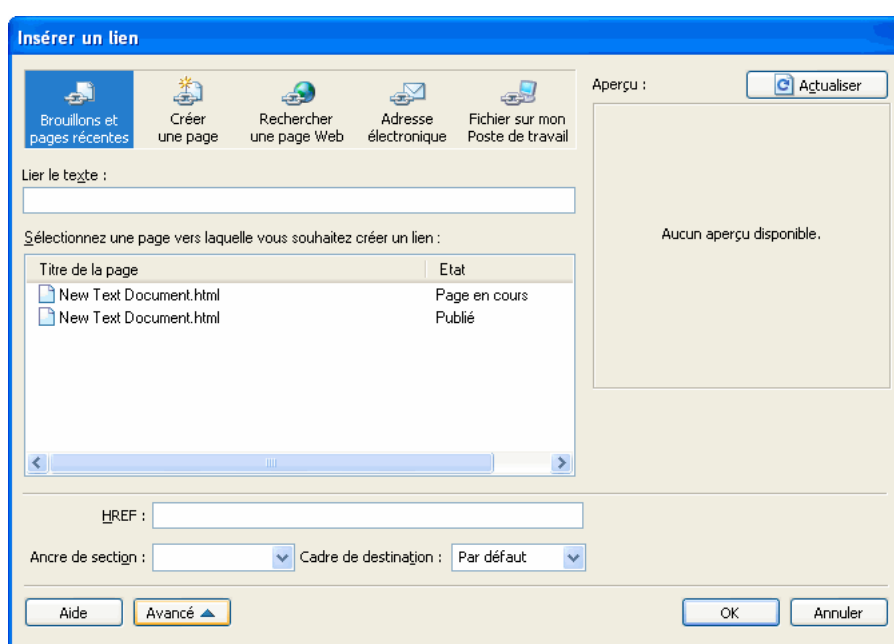 Insérer un lien
Brouillons et
pages récentes
Créer
une page
Rechercher
une page Web
Adresse
électronique
Fichier sur mon
Poste de travail
Aperçu :
Actualiser
Lier le texte :
Sélectionnez une page vers laquelle vous souhaitez créer un lien :
Titre de la page Etat
New Text Document.html Page en cours
New Text Document.html Publié
Aucun aperçu disponible.
HREF :
Ancre de section : Cadre de destination : Par défaut
Aide Avancé OK Annuler